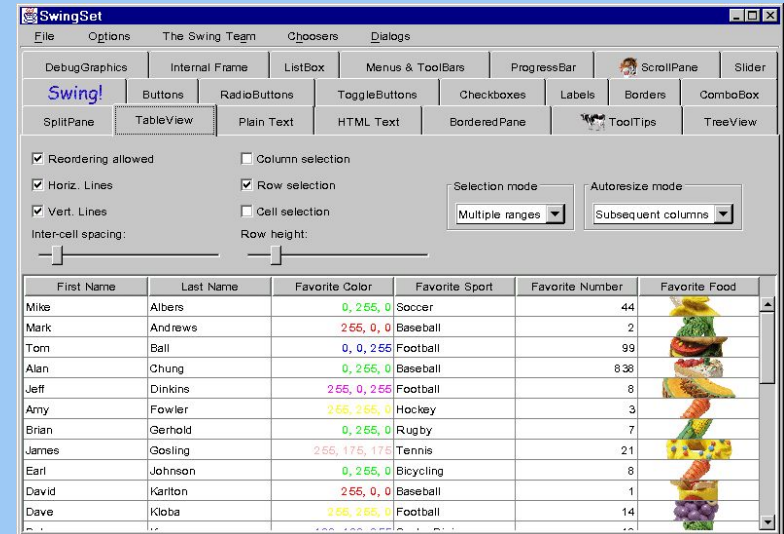 SwingSet
File Options The Swing Team Choosers Dialogs
DebugGraphics Internal Frame ListBox Menus & ToolBars ProgressBar ScrollPane Slider
Swing! Buttons RadioButtons ToggleButtons Checkboxes Labels Borders ComboBox
SplitPane TableView Plain Text HTML Text BorderedPane ToolTips TreeView
Reordering allowed Column selection
Horiz. Lines Row selection Selection mode Autoresize mode
Vert. Lines Cell selection Multiple ranges Subsequent columns
Inter-cell spacing: Row height:
First Name Last Name Favorite Color Favorite Sport Favorite Number Favorite Food
Mike Albers 0, 255, 0 Soccer 44
Mark Andrews 255, 0, 0 Baseball 2
Tom Ball 0, 0, 255 Football 99
Alan Chung 0, 255, 0 Baseball 838
Jeff Dinkins 255, 0, 255 Football 8
Amy Fowler 255, 255, 0 Hockey 3
Brian Gerhold 0, 255, 0 Rugby 7
James Gosling 255, 175, 175 Tennis 21
Earl Johnson 0, 255, 0 Bicycling 8
David Karlton 255, 0, 0 Baseball 1
Dave Kloba 255, 255, 0 Football 14